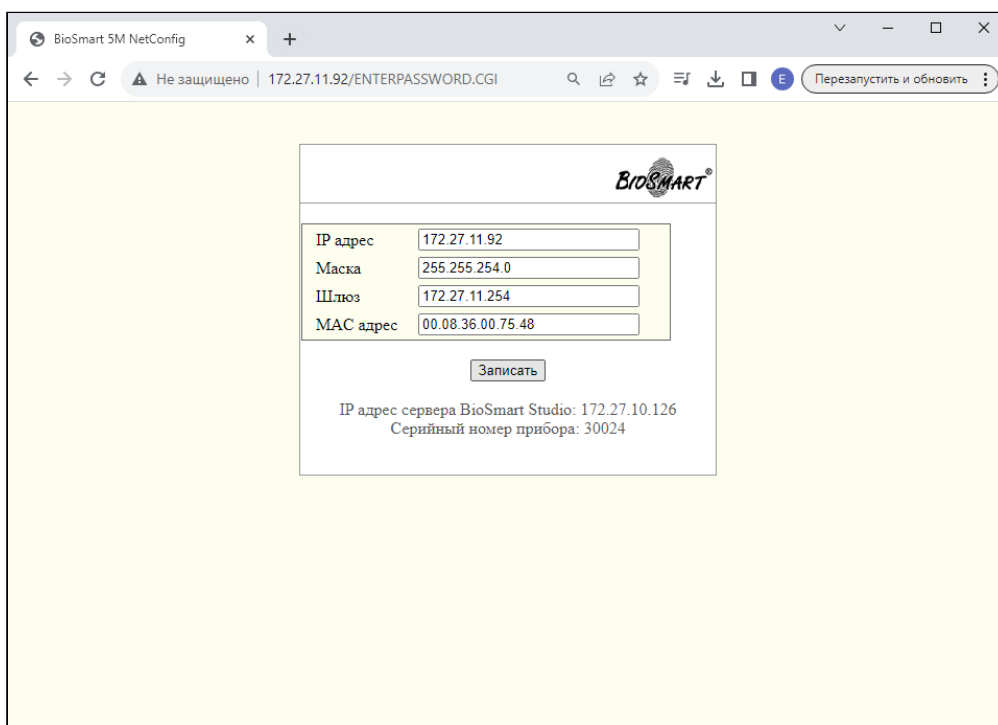 BioSmart 5M NetConfig
Не защищено | 172.27.11.92/ENTERPASSWORD.CGI E Перезапустить и обновить
BIOSMART®
IP адрес 172.27.11.92
Маска 255.255.254.0
Шлюз 172.27.11.254
MAC адрес 00.08.36.00.75.48
Записать
IP адрес сервера BioSmart Studio: 172.27.10.126
Серийный номер прибора: 30024